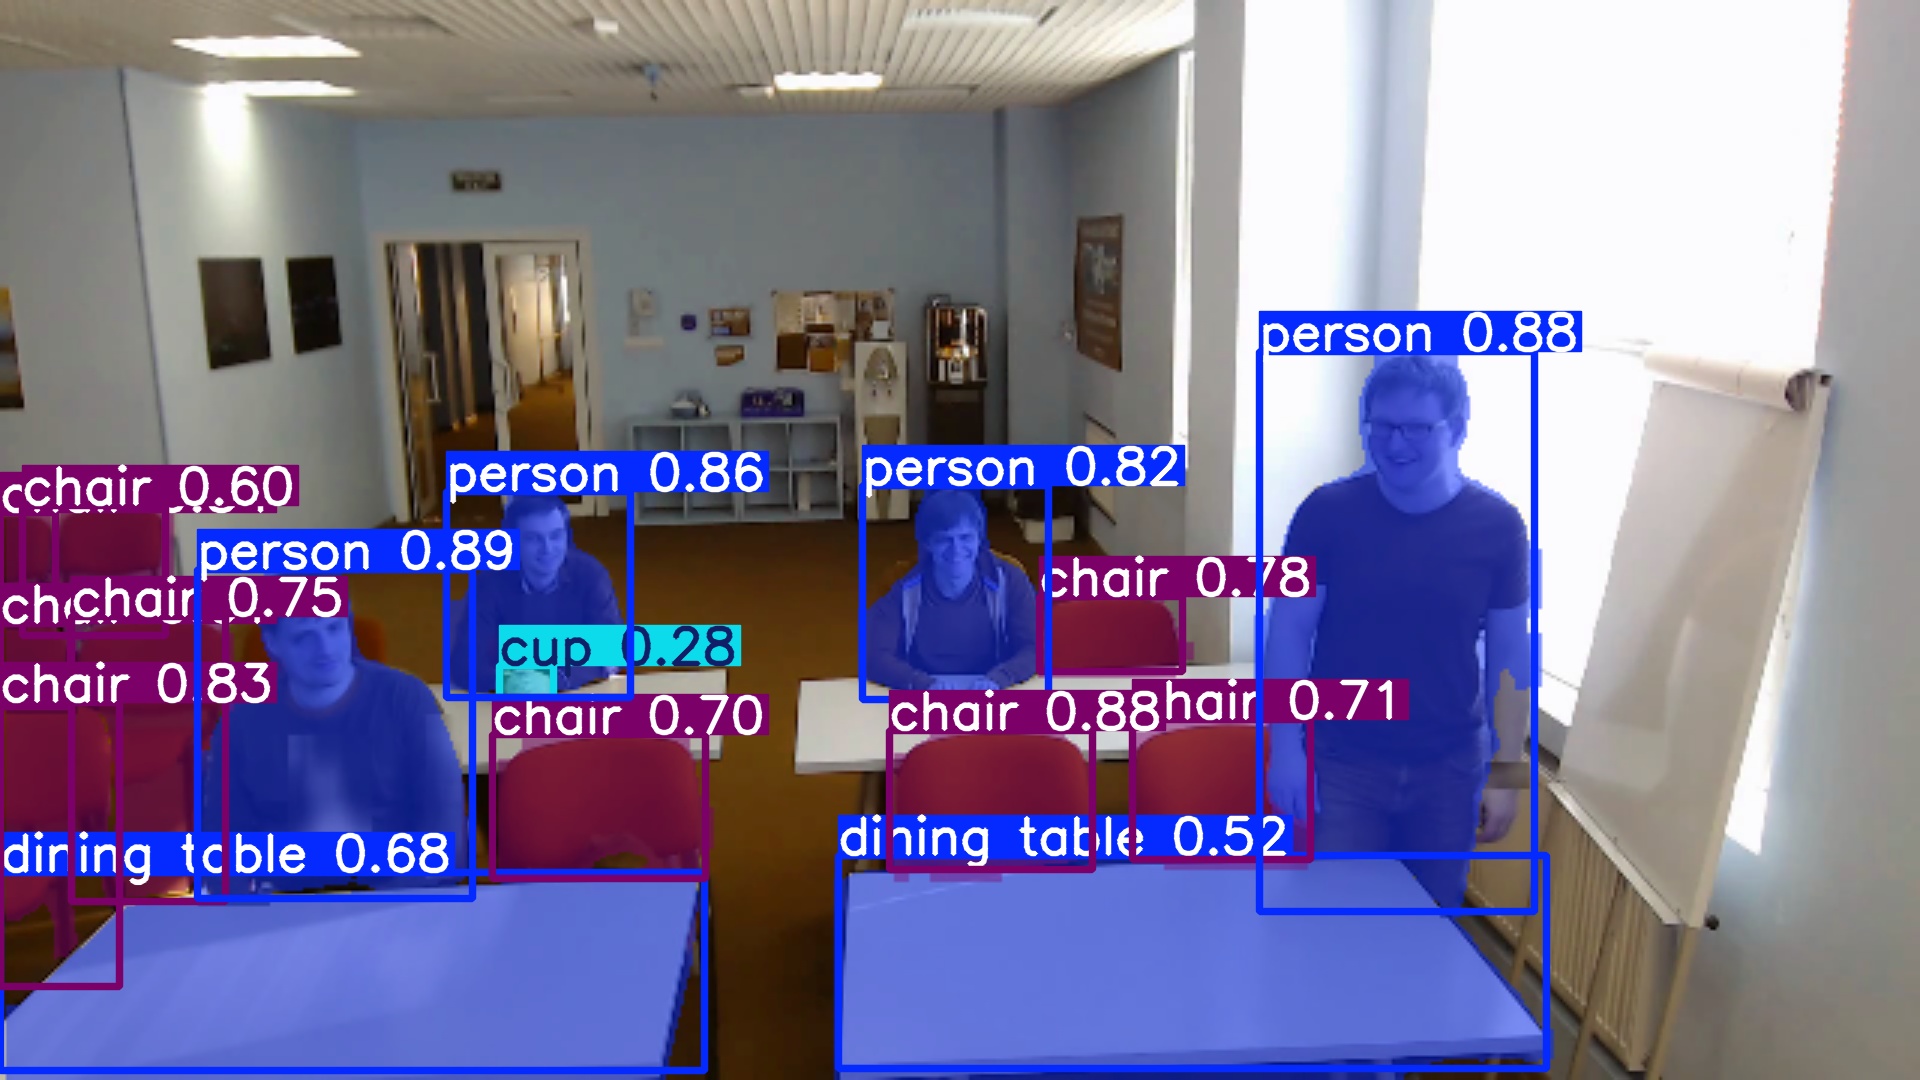 person 0.88
person 0.86
person 0.82
chair 0.60
person 0.89
chair 0.78
chair 0.75
cup 0.28
chair 0.83
chair 0.70
chair 0.88
hair 0.71
dining table 0.68
dining table 0.52